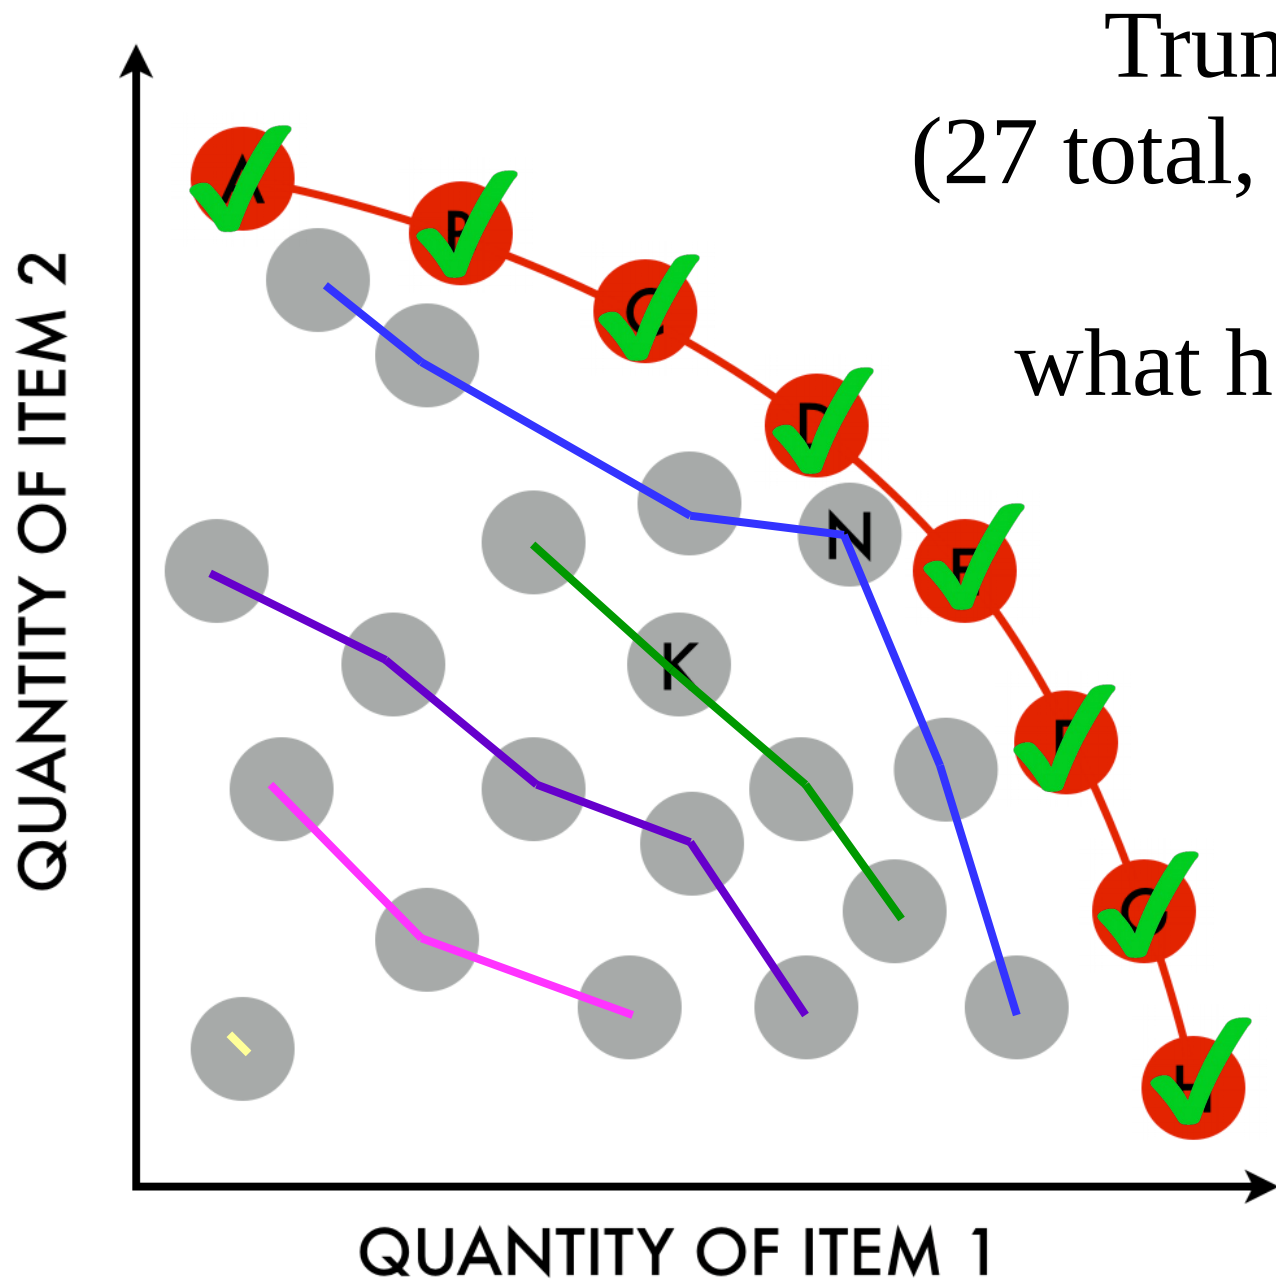 Trun
(27 total,
what h
QUANTITY OF ITEM 2
A
B
C
D
N
E
K
F
G
H
QUANTITY OF ITEM 1